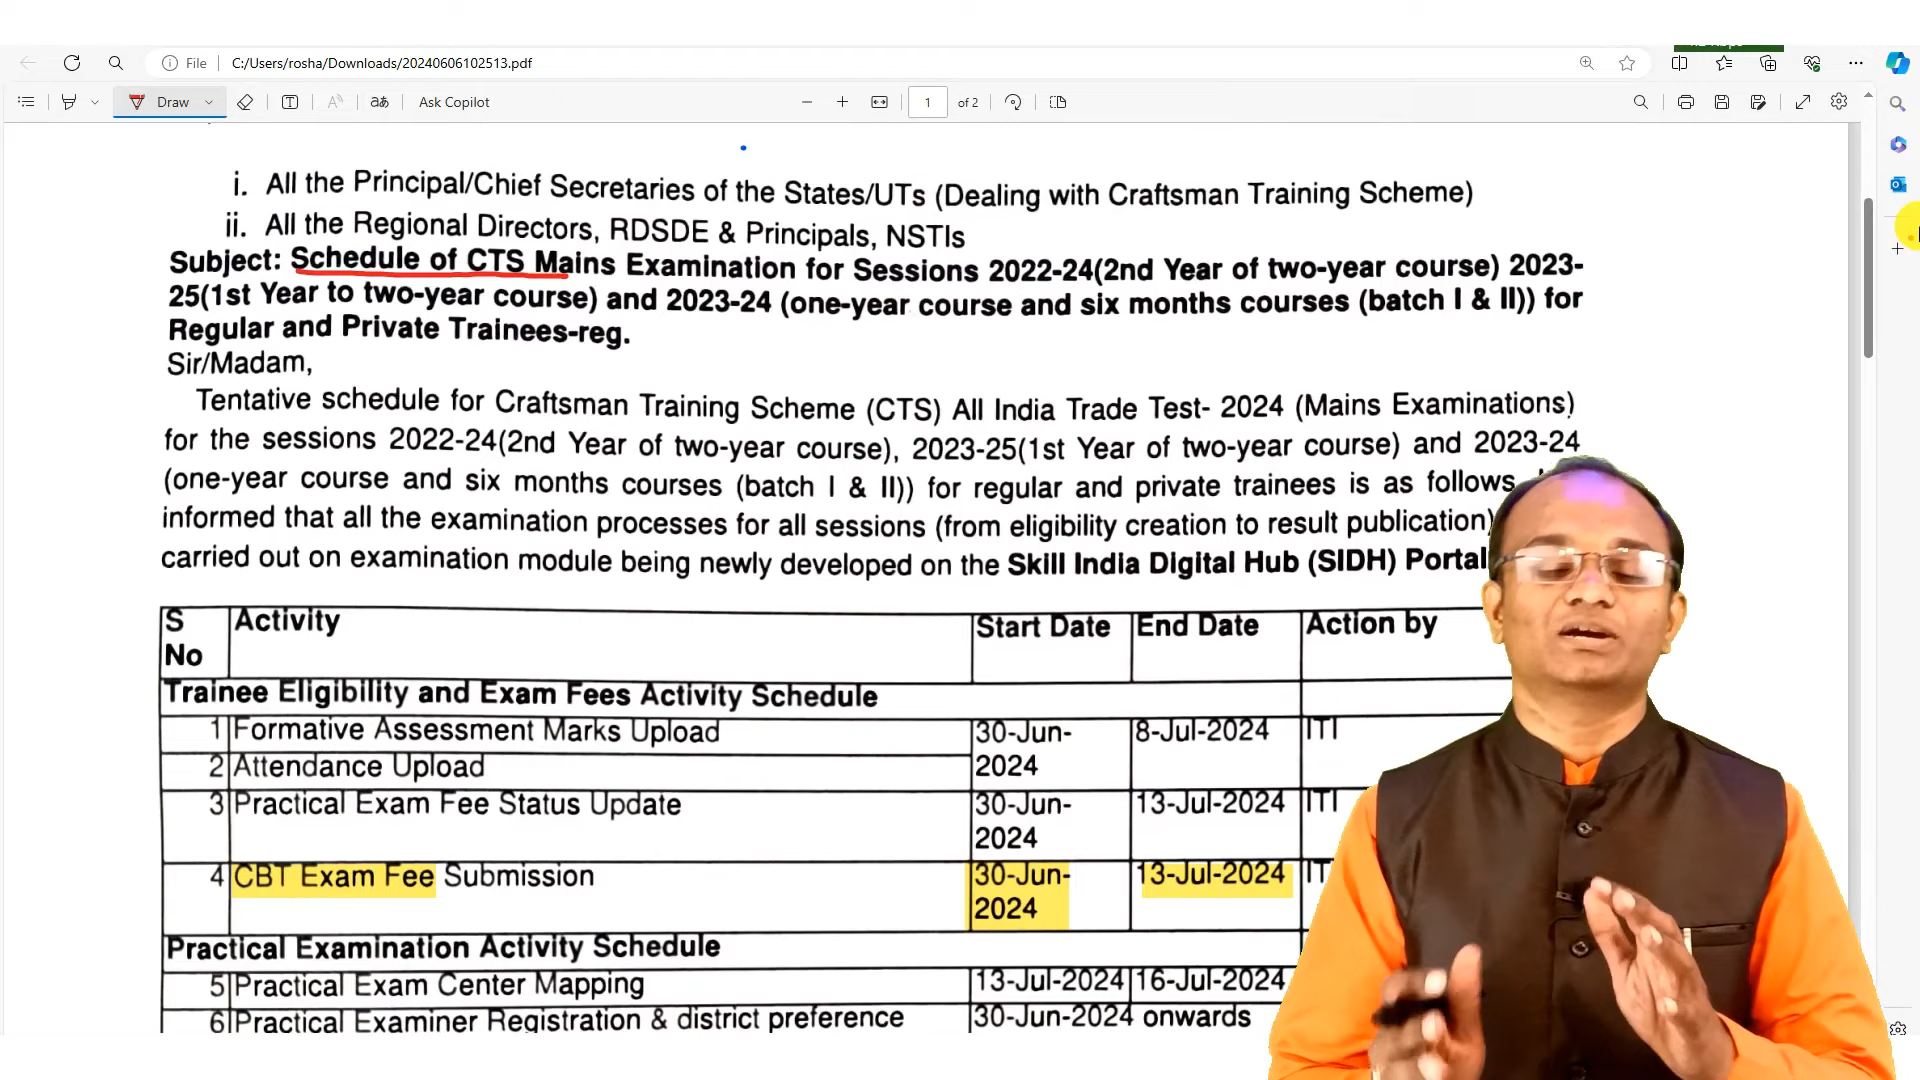 File C:/Users/rosha/Downloads/20240606102513.pdf
Draw Ask Copilot 1 of 2
i. All the Principal/Chief Secretaries of the States/UTs (Dealing with Craftsman Training Scheme)
ii. All the Regional Directors, RDSDE & Principals, NSTIs
Subject: Schedule of CTS Mains Examination for Sessions 2022-24(2nd Year of two-year course) 2023-
25(1st Year to two-year course) and 2023-24 (one-year course and six months courses (batch I & II)) for
Regular and Private Trainees-reg.
Sir/Madam,
Tentative schedule for Craftsman Training Scheme (CTS) All India Trade Test- 2024 (Mains Examinations)
for the sessions 2022-24(2nd Year of two-year course), 2023-25(1st Year of two-year course) and 2023-24
(one-year course and six months courses (batch I & II)) for regular and private trainees is as follows
informed that all the examination processes for all sessions (from eligibility creation to result publication)
carried out on examination module being newly developed on the Skill India Digital Hub (SIDH) Portal
S No Activity Start Date End Date Action by
Trainee Eligibility and Exam Fees Activity Schedule
1 Formative Assessment Marks Upload 30-Jun-2024 8-Jul-2024 ITI
2 Attendance Upload
3 Practical Exam Fee Status Update 30-Jun-2024 13-Jul-2024 ITI
4 CBT Exam Fee Submission 30-Jun-2024 13-Jul-2024
Practical Examination Activity Schedule
5 Practical Exam Center Mapping 13-Jul-2024 16-Jul-2024
6 Practical Examiner Registration & district preference 30-Jun-2024 onwards